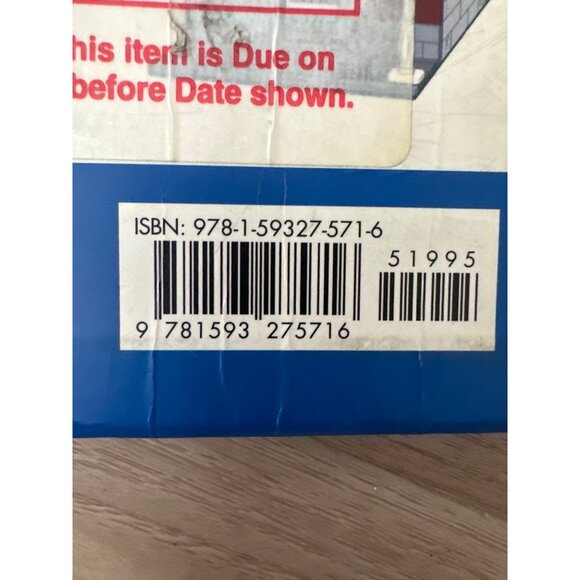 his item is Due on
before Date shown.
ISBN: 978-1-59327-571-6
51995
9 781593 275716